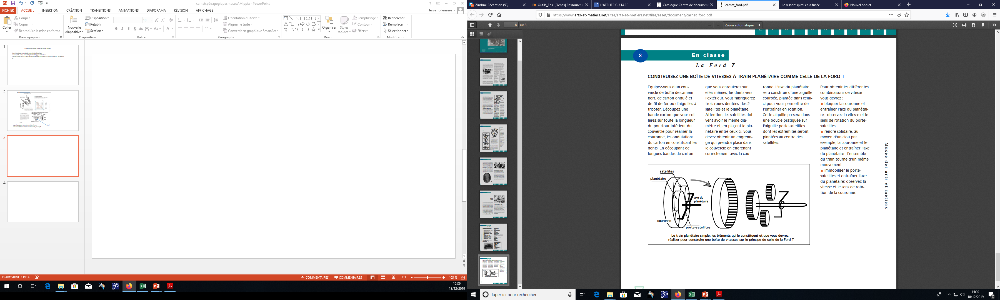 carnetspédagogiquesmuseeAM.pptx - PowerPoint
FICHIER ACCUEIL INSERTION CRÉATION TRANSITIONS ANIMATIONS DIAPORAMA RÉVISION AFFICHAGE
Herve Tollenaere
Coller
Couper
Copier
Reproduire la mise en forme
Presse-papiers
Nouvelle
diapositive
Disposition
Rétablir
Section
Diapositives
18
Police
Orientation du texte
Aligner le texte
Convertir en graphique SmartArt
Paragraphe
Organiser
Styles
rapides
Remplissage
Contour
Effets
Dessin
Rechercher
Remplacer
Sélectionner
Modification
1
2
3
4
DIAPOSITIVE 3 DE 4
COMMENTAIRES
COMMENTAIRES
103 %
15:39
18/12/2019
Zimbra: Réception (53)
Outils_Ens: [Fiches] Ressources
L'ATELIER GUITARE
Catalogue Centre de document
carnet_ford.pdf
Le ressort spiral et la fusée
Nouvel onglet
https://www.arts-et-metiers.net/sites/arts-et-metiers.net/files/asset/document/carnet_ford.pdf
8 sur 8
Zoom automatique
8
En classe
La Ford T
CONSTRUISEZ UNE BOÎTE DE VITESSES À TRAIN PLANÉTAIRE COMME CELLE DE LA FORD T
Équipez-vous d'un cou-
vercle de boîte de camem-
bert, de carton ondulé et
de fil de fer ou d'aiguilles à
tricoter. Découpez une
bande carton que vous col-
lerez sur toute la longueur
du pourtour intérieur du
couvercle pour réaliser la
couronne, les ondulations
du carton en constituant les
dents. En découpant de
longues bandes de carton
que vous enroulerez sur
elles-mêmes, les dents vers
l'extérieur, vous fabriquerez
trois roues dentées : les 2
satellites et le planétaire.
Attention, les satellites doi-
vent avoir le même dia-
mètre et, en plaçant le pla-
nétaire entre ceux-ci, vous
devez obtenir un engrena-
ge qui prendra place dans
le couvercle en engrenant
correctement avec la cou-
ronne. L'axe du planétaire
sera constitué d'une aiguille
courbée, plantée dans celui-
ci pour vous permettre de
l'entraîner en rotation.
Cette aiguille passera dans
une boucle pratiquée sur
l'aiguille porte-satellites
dont les extrémités seront
plantées au centre des
satellites.
Pour obtenir les différentes
combinaisons de vitesse
vous devrez :
■ bloquer la couronne et
entraîner l'axe du planétai-
re : observez la vitesse et le
sens de rotation du porte-
satellites ;
■ rendre solidaire, au
moyen d'un clou par
exemple, la couronne et le
planétaire et entraîner l'axe
du planétaire : l'ensemble
du train tourne d'un même
mouvement ;
■ immobiliser le porte-
satellites et entraîner l'axe
du planétaire: observez la
vitesse et le sens de rota-
tion de la couronne.
satellites
planétaire
axe du
planétaire
couronne
porte-satellites
Le train planétaire simple; les éléments qui le constituent et que vous devrez
réaliser pour construire une boîte de vitesses sur le principe de celle de la Ford T
Musée des arts et métiers
Taper ici pour rechercher
15:39
18/12/2019
2